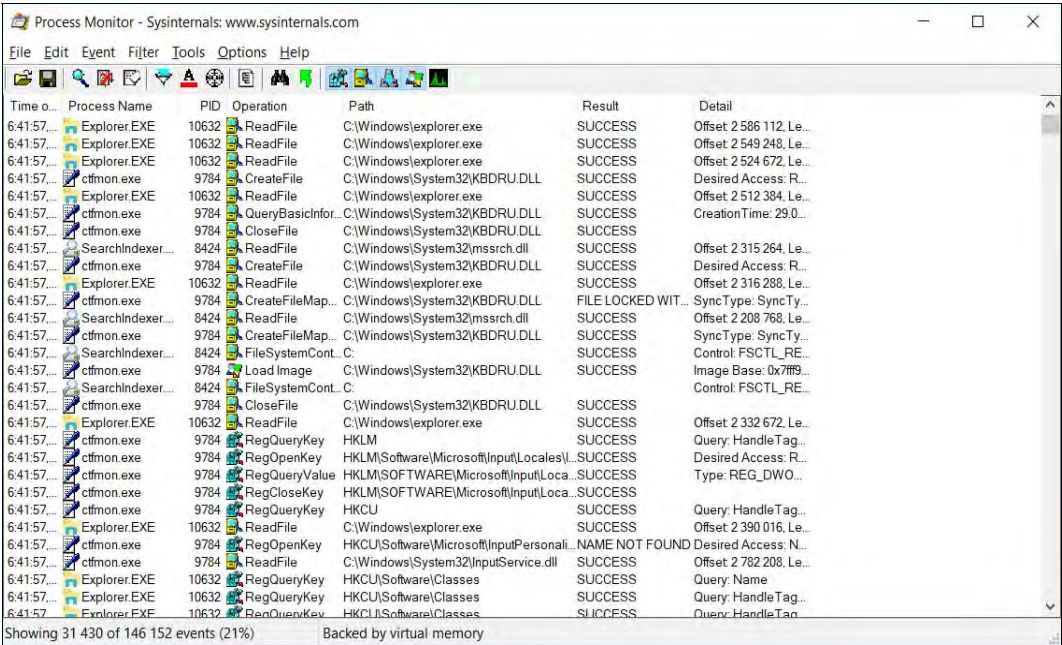 Process Monitor - Sysinternals: www.sysinternals.com
File Edit Event Filter Tools Options Help
Time o... Process Name PID Operation Path Result Detail
6:41:57,... Explorer.EXE 10632 ReadFile C:\Windows\explorer.exe SUCCESS Offset: 2 586 112, Le...
6:41:57,... Explorer.EXE 10632 ReadFile C:\Windows\explorer.exe SUCCESS Offset: 2 549 248, Le...
6:41:57,... Explorer.EXE 10632 ReadFile C:\Windows\explorer.exe SUCCESS Offset: 2 524 672, Le...
6:41:57,... ctfmon.exe 9784 CreateFile C:\Windows\System32\KBDRU.DLL SUCCESS Desired Access: R...
6:41:57,... Explorer.EXE 10632 ReadFile C:\Windows\explorer.exe SUCCESS Offset: 2 512 384, Le...
6:41:57,... ctfmon.exe 9784 QueryBasicInfor... C:\Windows\System32\KBDRU.DLL SUCCESS CreationTime: 29.0...
6:41:57,... ctfmon.exe 9784 CloseFile C:\Windows\System32\KBDRU.DLL SUCCESS
6:41:57,... SearchIndexer.... 8424 ReadFile C:\Windows\System32\mssrch.dll SUCCESS Offset: 2 315 264, Le...
6:41:57,... ctfmon.exe 9784 CreateFile C:\Windows\System32\KBDRU.DLL SUCCESS Desired Access: R...
6:41:57,... Explorer.EXE 10632 ReadFile C:\Windows\explorer.exe SUCCESS Offset: 2 316 288, Le...
6:41:57,... ctfmon.exe 9784 CreateFileMap... C:\Windows\System32\KBDRU.DLL FILE LOCKED WIT... SyncType: SyncTy...
6:41:57,... SearchIndexer.... 8424 ReadFile C:\Windows\System32\mssrch.dll SUCCESS Offset: 2 208 768, Le...
6:41:57,... ctfmon.exe 9784 CreateFileMap... C:\Windows\System32\KBDRU.DLL SUCCESS SyncType: SyncTy...
6:41:57,... SearchIndexer.... 8424 FileSystemCont... C: SUCCESS Control: FSCTL_RE...
6:41:57,... ctfmon.exe 9784 Load Image C:\Windows\System32\KBDRU.DLL SUCCESS Image Base: 0x7fff9...
6:41:57,... SearchIndexer.... 8424 FileSystemCont... C: Control: FSCTL_RE...
6:41:57,... ctfmon.exe 9784 CloseFile C:\Windows\System32\KBDRU.DLL SUCCESS
6:41:57,... Explorer.EXE 10632 ReadFile C:\Windows\explorer.exe SUCCESS Offset: 2 332 672, Le...
6:41:57,... ctfmon.exe 9784 RegQueryKey HKLM SUCCESS Query: HandleTag...
6:41:57,... ctfmon.exe 9784 RegOpenKey HKLM\Software\Microsoft\Input\Locales\l... SUCCESS Desired Access: R...
6:41:57,... ctfmon.exe 9784 RegQueryValue HKLM\SOFTWARE\Microsoft\Input\Loca... SUCCESS Type: REG_DWO...
6:41:57,... ctfmon.exe 9784 RegCloseKey HKLM\SOFTWARE\Microsoft\Input\Loca... SUCCESS
6:41:57,... ctfmon.exe 9784 RegQueryKey HKCU SUCCESS Query: HandleTag...
6:41:57,... Explorer.EXE 10632 ReadFile C:\Windows\explorer.exe SUCCESS Offset: 2 390 016, Le...
6:41:57,... ctfmon.exe 9784 RegOpenKey HKCU\Software\Microsoft\InputPersonali... NAME NOT FOUND Desired Access: N...
6:41:57,... ctfmon.exe 9784 ReadFile C:\Windows\System32\InputService.dll SUCCESS Offset: 2 782 208, Le...
6:41:57,... Explorer.EXE 10632 RegQueryKey HKCU\Software\Classes SUCCESS Query: Name
6:41:57,... Explorer.EXE 10632 RegQueryKey HKCU\Software\Classes SUCCESS Query: HandleTag...
6:41:57,... Explorer.EXE 10632 RegQueryKey HKCU\Software\Classes SUCCESS Query: HandleTag...
Showing 31 430 of 146 152 events (21%) Backed by virtual memory